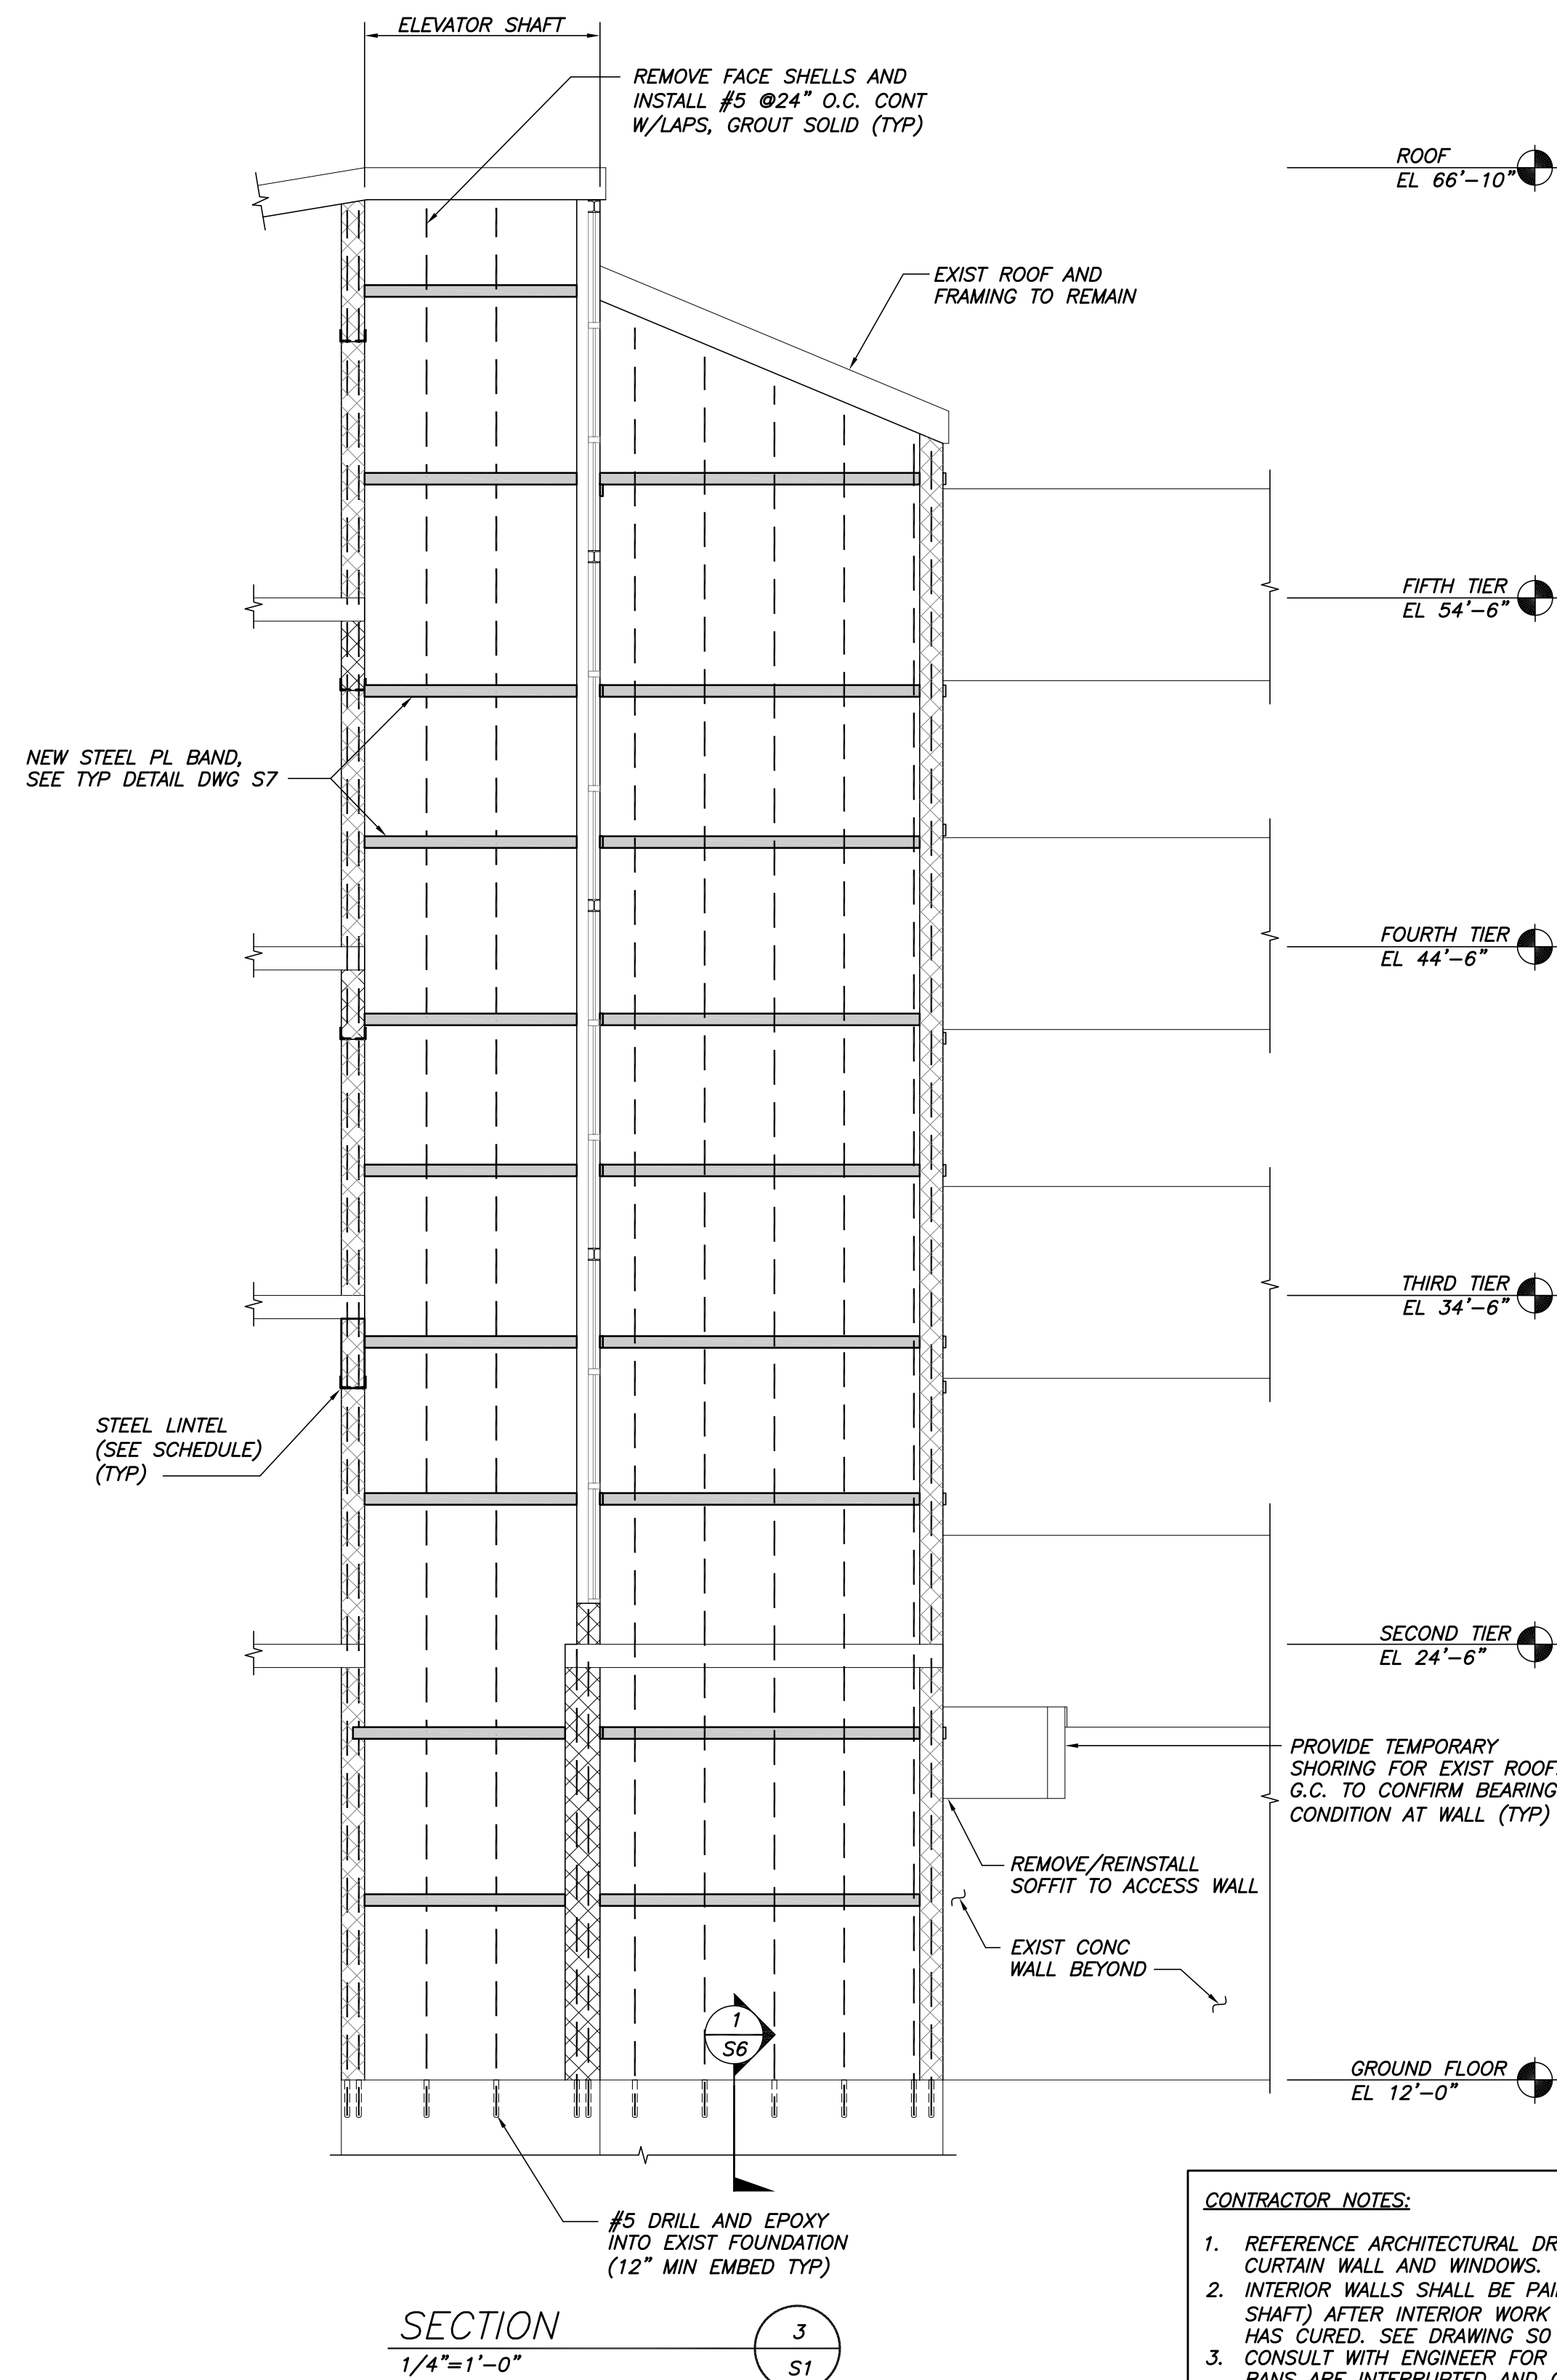 ELEVATOR SHAFT
REMOVE FACE SHELLS AND
INSTALL #5 @24" O.C. CONT
W/LAPS, GROUT SOLID (TYP)
ROOF
EL 66'-10"
EXIST ROOF AND
FRAMING TO REMAIN
FIFTH TIER
EL 54'-6"
NEW STEEL PL BAND,
SEE TYP DETAIL DWG S7
FOURTH TIER
EL 44'-6"
THIRD TIER
EL 34'-6"
STEEL LINTEL
(SEE SCHEDULE)
(TYP)
SECOND TIER
EL 24'-6"
PROVIDE TEMPORARY
SHORING FOR EXIST ROOF.
G.C. TO CONFIRM BEARING
CONDITION AT WALL (TYP)
REMOVE/REINSTALL
SOFFIT TO ACCESS WALL
EXIST CONC
WALL BEYOND
1
S6
GROUND FLOOR
EL 12'-0"
#5 DRILL AND EPOXY
INTO EXIST FOUNDATION
(12" MIN EMBED TYP)
SECTION
1/4"=1'-0"
3
S1
CONTRACTOR NOTES:
1. REFERENCE ARCHITECTURAL
CURTAIN WALL AND WINDOWS.
2. INTERIOR WALLS SHALL BE
SHAFT) AFTER INTERIOR WORK
HAS CURED. SEE DRAWING SO
3. CONSULT WITH ENGINEER FOR